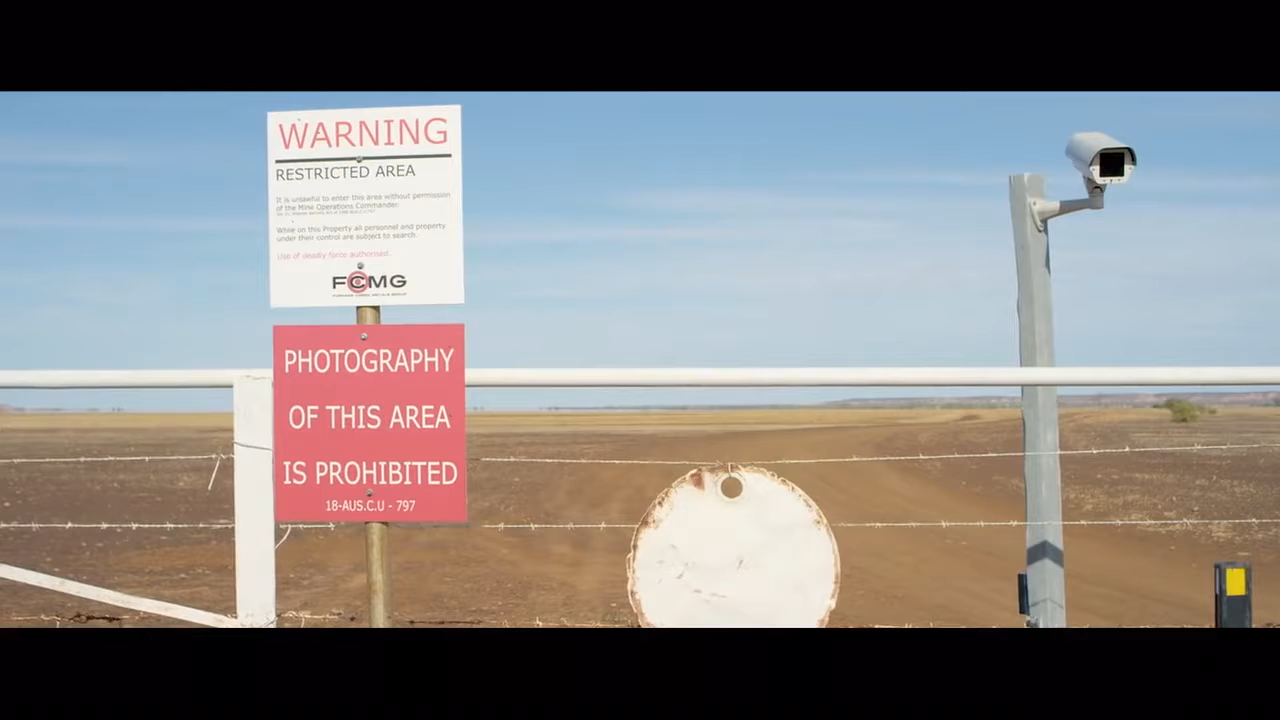 WARNING
RESTRICTED AREA
It is unlawful to enter this area without permission
of the Mine Operations Commander.
While on this Property all personnel and property
under their control are subject to search.
Use of deadly force authorised.
FCMG
PHOTOGRAPHY
OF THIS AREA
IS PROHIBITED
18-AUS.C.U - 797